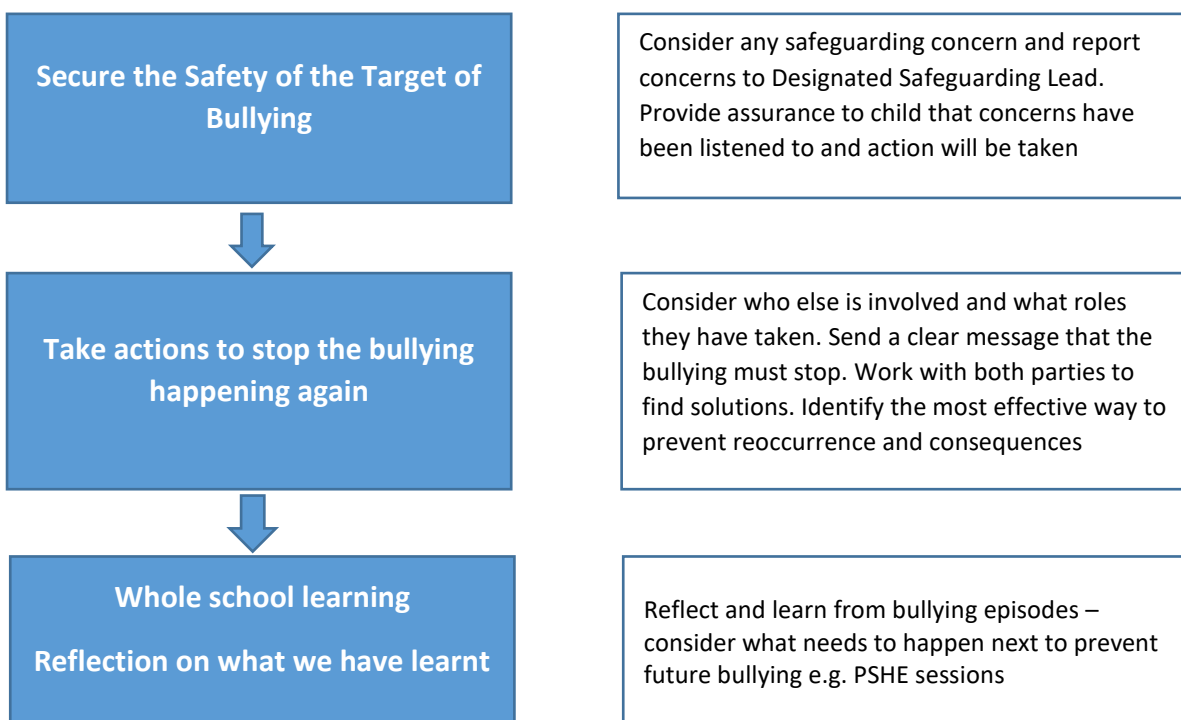 Secure the Safety of the Target of
Bullying
Consider any safeguarding concern and report
concerns to Designated Safeguarding Lead.
Provide assurance to child that concerns have
been listened to and action will be taken
Take actions to stop the bullying
happening again
Consider who else is involved and what roles
they have taken. Send a clear message that the
bullying must stop. Work with both parties to
find solutions. Identify the most effective way to
prevent reoccurrence and consequences
Whole school learning
Reflection on what we have learnt
Reflect and learn from bullying episodes –
consider what needs to happen next to prevent
future bullying e.g. PSHE sessions